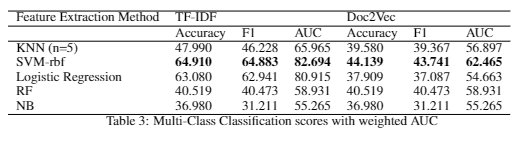 Feature Extraction Method TF-IDF Doc2Vec
Accuracy F1 AUC Accuracy F1 AUC
KNN (n=5) 47.990 46.228 65.965 39.580 39.367 56.897
SVM-rbf 64.910 64.883 82.694 44.139 43.741 62.465
Logistic Regression 63.080 62.941 80.915 37.909 37.087 54.663
RF 40.519 40.473 58.931 40.519 40.473 58.931
NB 36.980 31.211 55.265 36.980 31.211 55.265
Table 3: Multi-Class Classification scores with weighted AUC